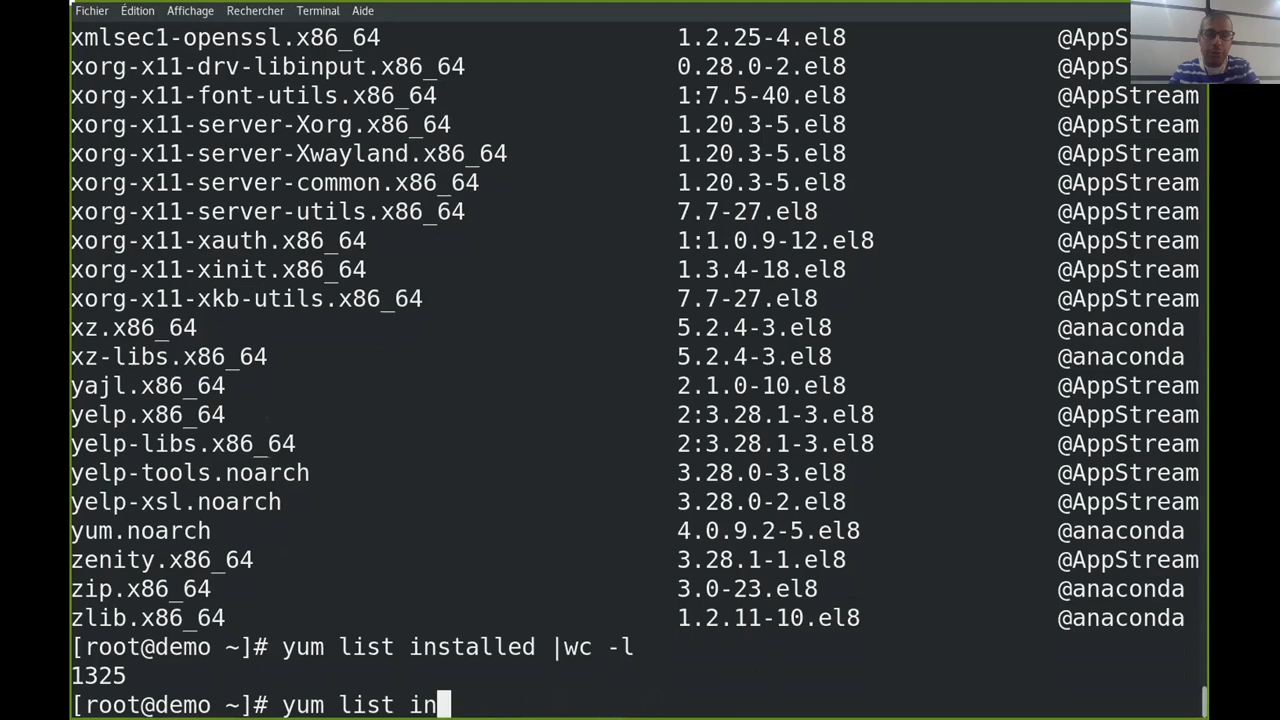 Fichier Édition Affichage Rechercher Terminal Aide
xmlsec1-openssl.x86_64 1.2.25-4.el8 @AppS
xorg-x11-drv-libinput.x86_64 0.28.0-2.el8 @AppS
xorg-x11-font-utils.x86_64 1:7.5-40.el8 @AppStream
xorg-x11-server-Xorg.x86_64 1.20.3-5.el8 @AppStream
xorg-x11-server-Xwayland.x86_64 1.20.3-5.el8 @AppStream
xorg-x11-server-common.x86_64 1.20.3-5.el8 @AppStream
xorg-x11-server-utils.x86_64 7.7-27.el8 @AppStream
xorg-x11-xauth.x86_64 1:1.0.9-12.el8 @AppStream
xorg-x11-xinit.x86_64 1.3.4-18.el8 @AppStream
xorg-x11-xkb-utils.x86_64 7.7-27.el8 @AppStream
xz.x86_64 5.2.4-3.el8 @anaconda
xz-libs.x86_64 5.2.4-3.el8 @anaconda
yajl.x86_64 2.1.0-10.el8 @AppStream
yelp.x86_64 2:3.28.1-3.el8 @AppStream
yelp-libs.x86_64 2:3.28.1-3.el8 @AppStream
yelp-tools.noarch 3.28.0-3.el8 @AppStream
yelp-xsl.noarch 3.28.0-2.el8 @AppStream
yum.noarch 4.0.9.2-5.el8 @anaconda
zenity.x86_64 3.28.1-1.el8 @AppStream
zip.x86_64 3.0-23.el8 @anaconda
zlib.x86_64 1.2.11-10.el8 @anaconda
[root@demo ~]# yum list installed |wc -l
1325
[root@demo ~]# yum list in